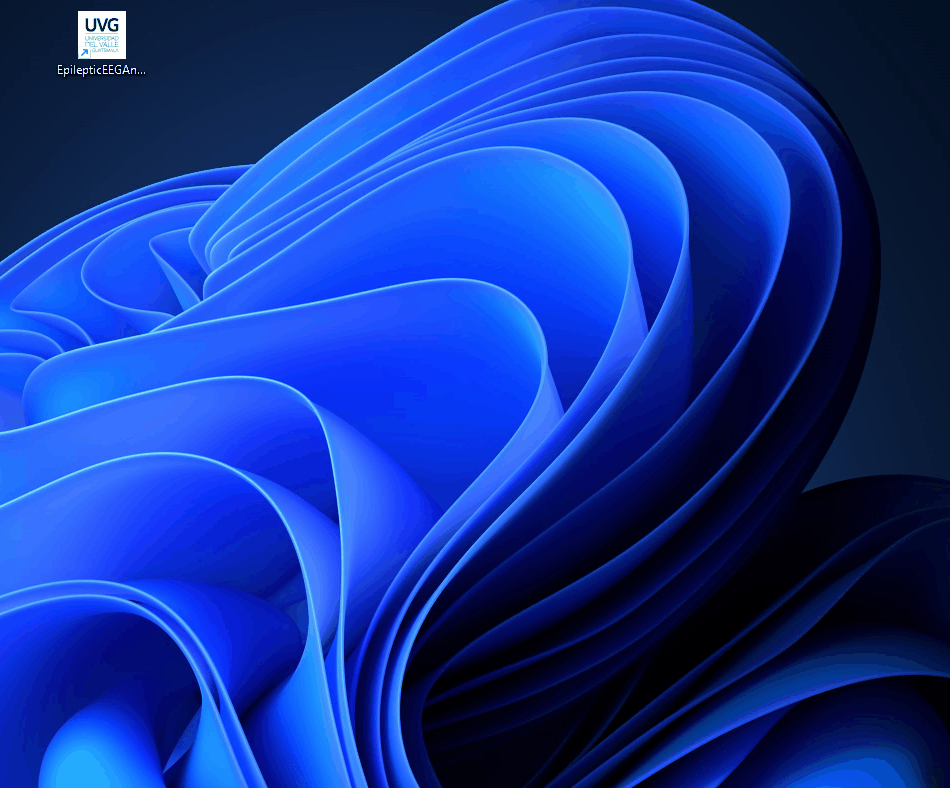 UVG
UNIVERSIDAD
DEL VALLE
GUATEMALA
EpilepticEEGAn...